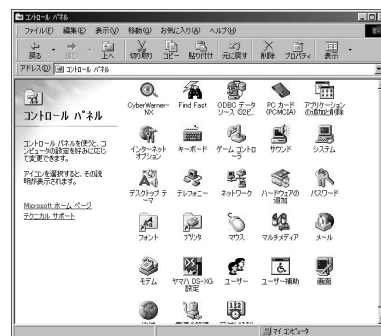 コントロール パネル
ファイル(F) 編集(E) 表示(V) 移動(G) お気に入り(A) ヘルプ(H)
戻る 進む 上へ 切り取り コピー 貼り付け 元に戻す 削除 プロパティ 表示
アドレス(D) コントロール パネル
コントロール パネル
コントロール パネルを使うと、コ
ンピュータの設定を好みに応じ
て変更できます。
アイコンを選択すると、その説
明が表示されます。
Microsoft ホーム ページ
テクニカル サポート
CyberWarner-NX
Find Fast
ODBC データ ソース (32ビ...
PC カード (PCMCIA)
アプリケーションの追加と削除
インターネット オプション
キーボード
ゲーム コントローラ
サウンド
システム
デスクトップ テーマ
テレフォニー
ネットワーク
ハードウェアの追加
パスワード
フォント
プリンタ
マウス
マルチメディア
メール
モデム
ヤマハ DS-XG 設定
ユーザー
ユーザー補助
画面
マイ コンピュータ